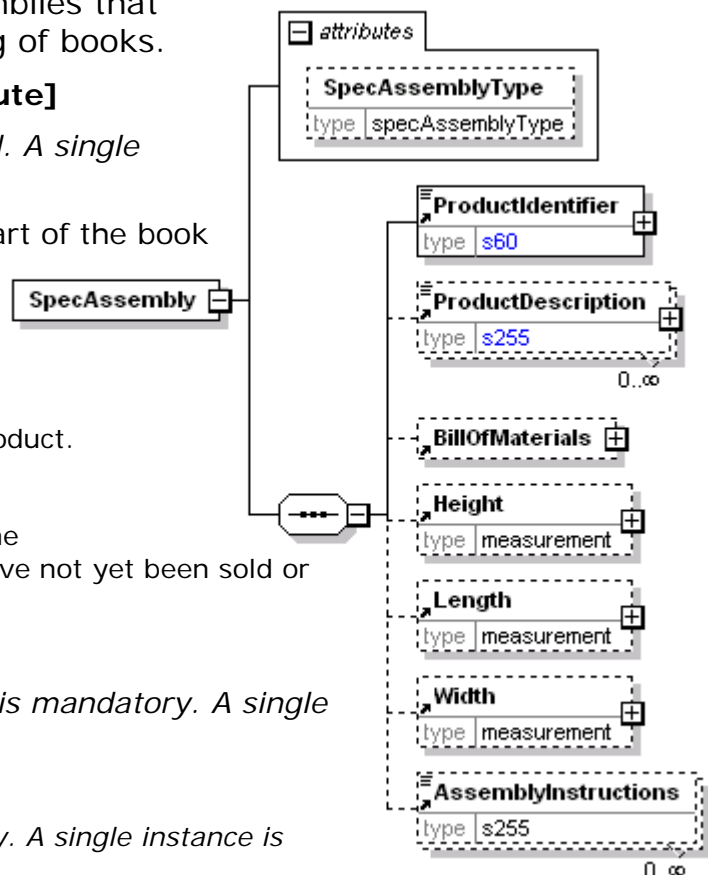 mblies that
g of books.
ute]
. A single
art of the book
oduct.
ve not yet been sold or
is mandatory. A single
y. A single instance is
attributes
SpecAssemblyType
type specAssemblyType
SpecAssembly
ProductIdentifier
type s60
ProductDescription
type s255
0..∞
BillOfMaterials
Height
type measurement
Length
type measurement
Width
type measurement
AssemblyInstructions
type s255
0..∞